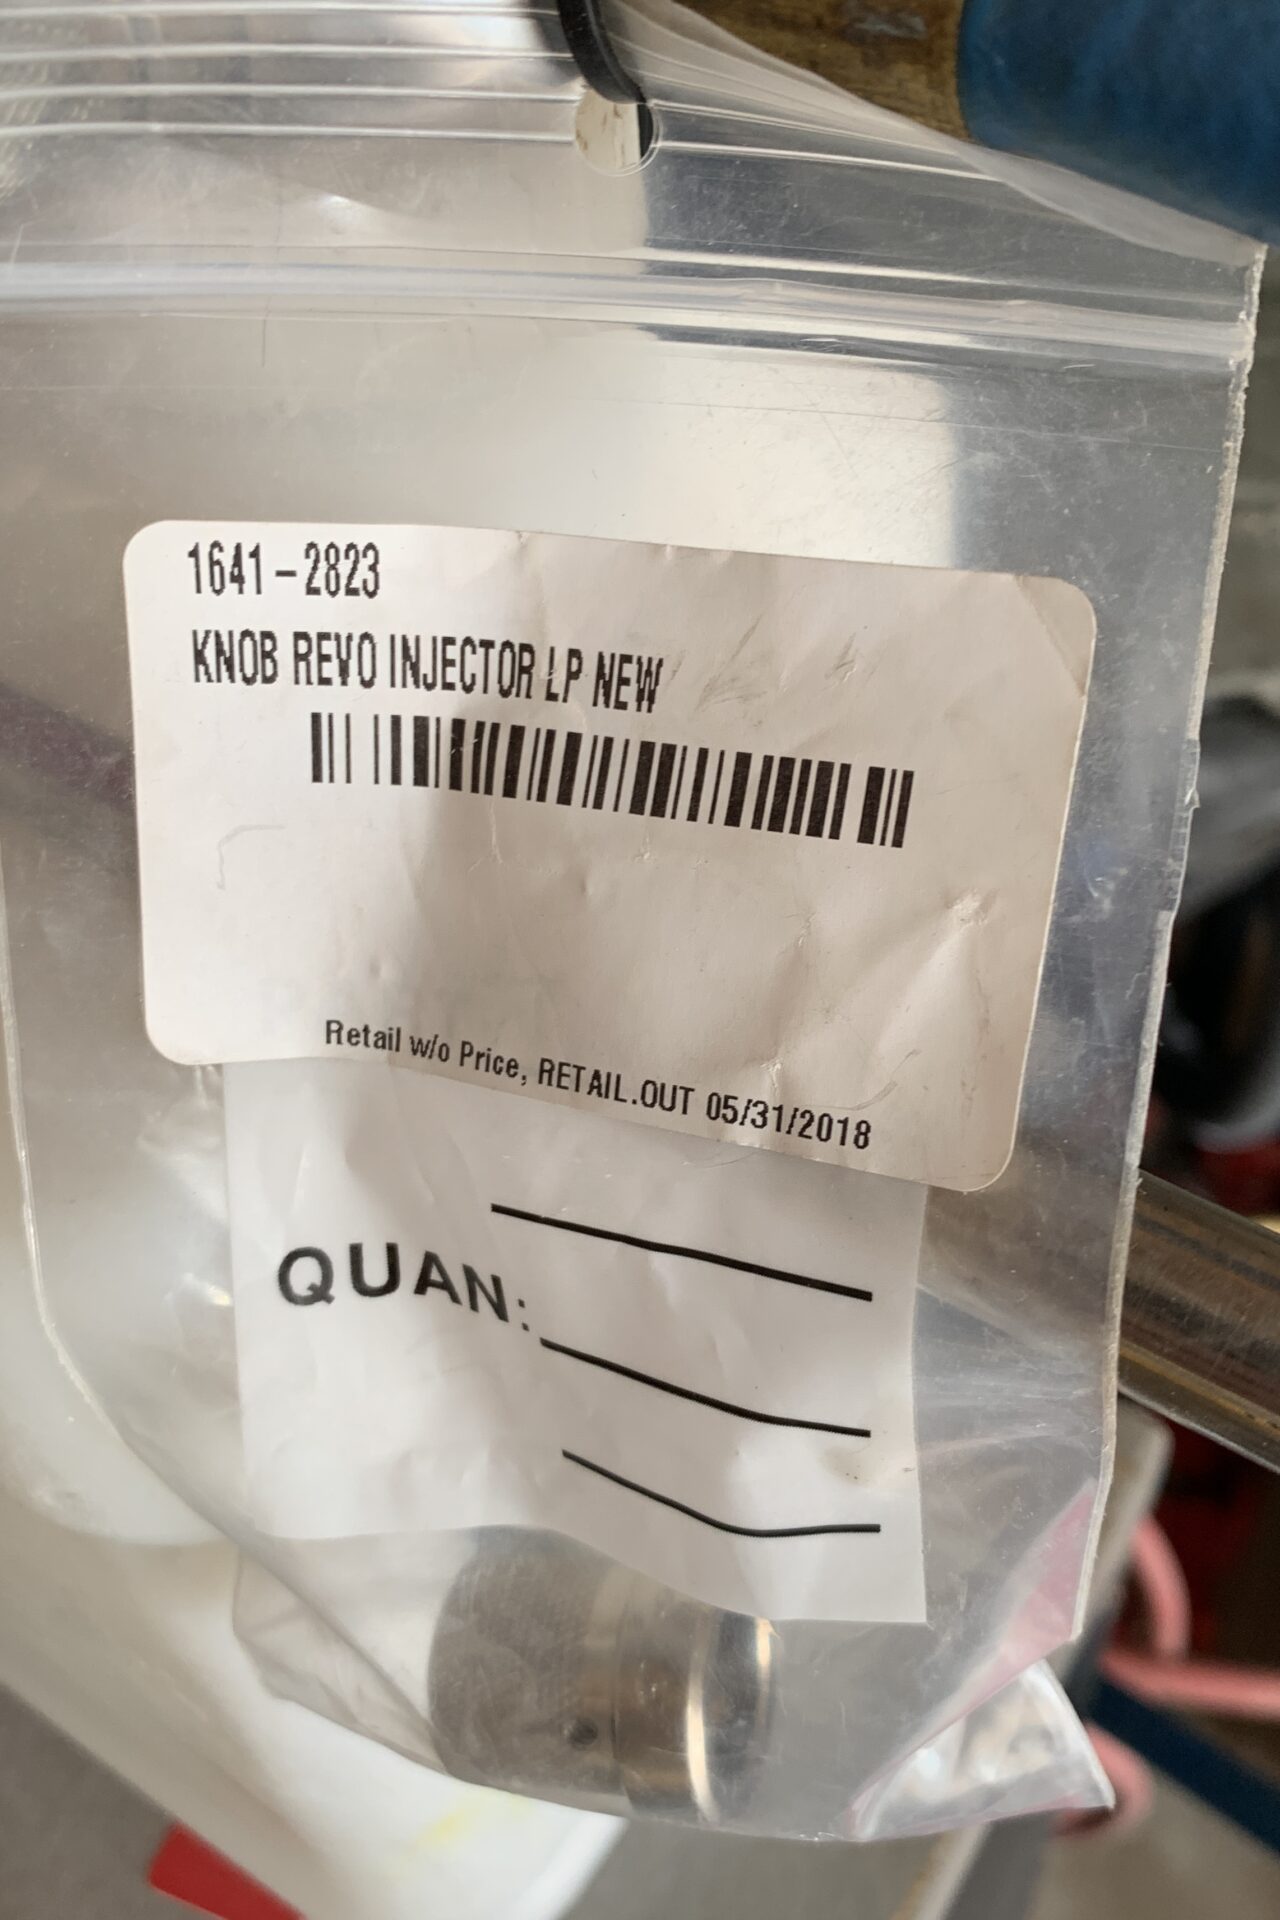 1641-2823
KNOB REVO INJECTOR LP NEW
Retail w/o Price, RETAIL.OUT 05/31/2018
QUAN: